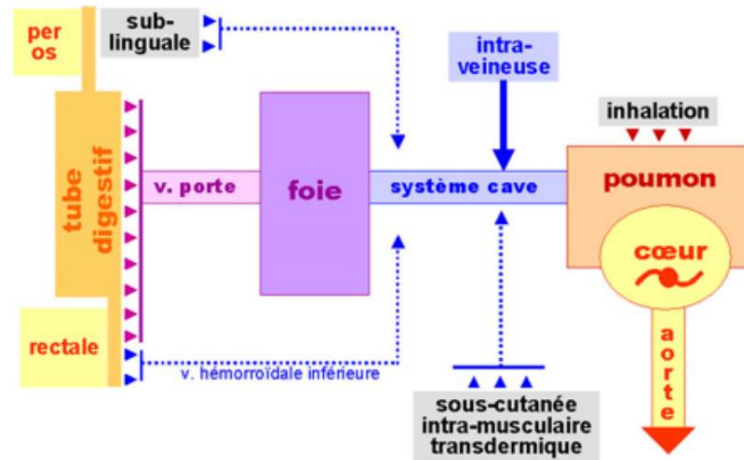 per
os
sub-
linguale
intra-
veineuse
inhalation
tube
digestif
v. porte
foie
système cave
poumon
cœur
rectale
v. hémorroïdale inférieure
sous-cutanée
intra-musculaire
transdermique
aorte